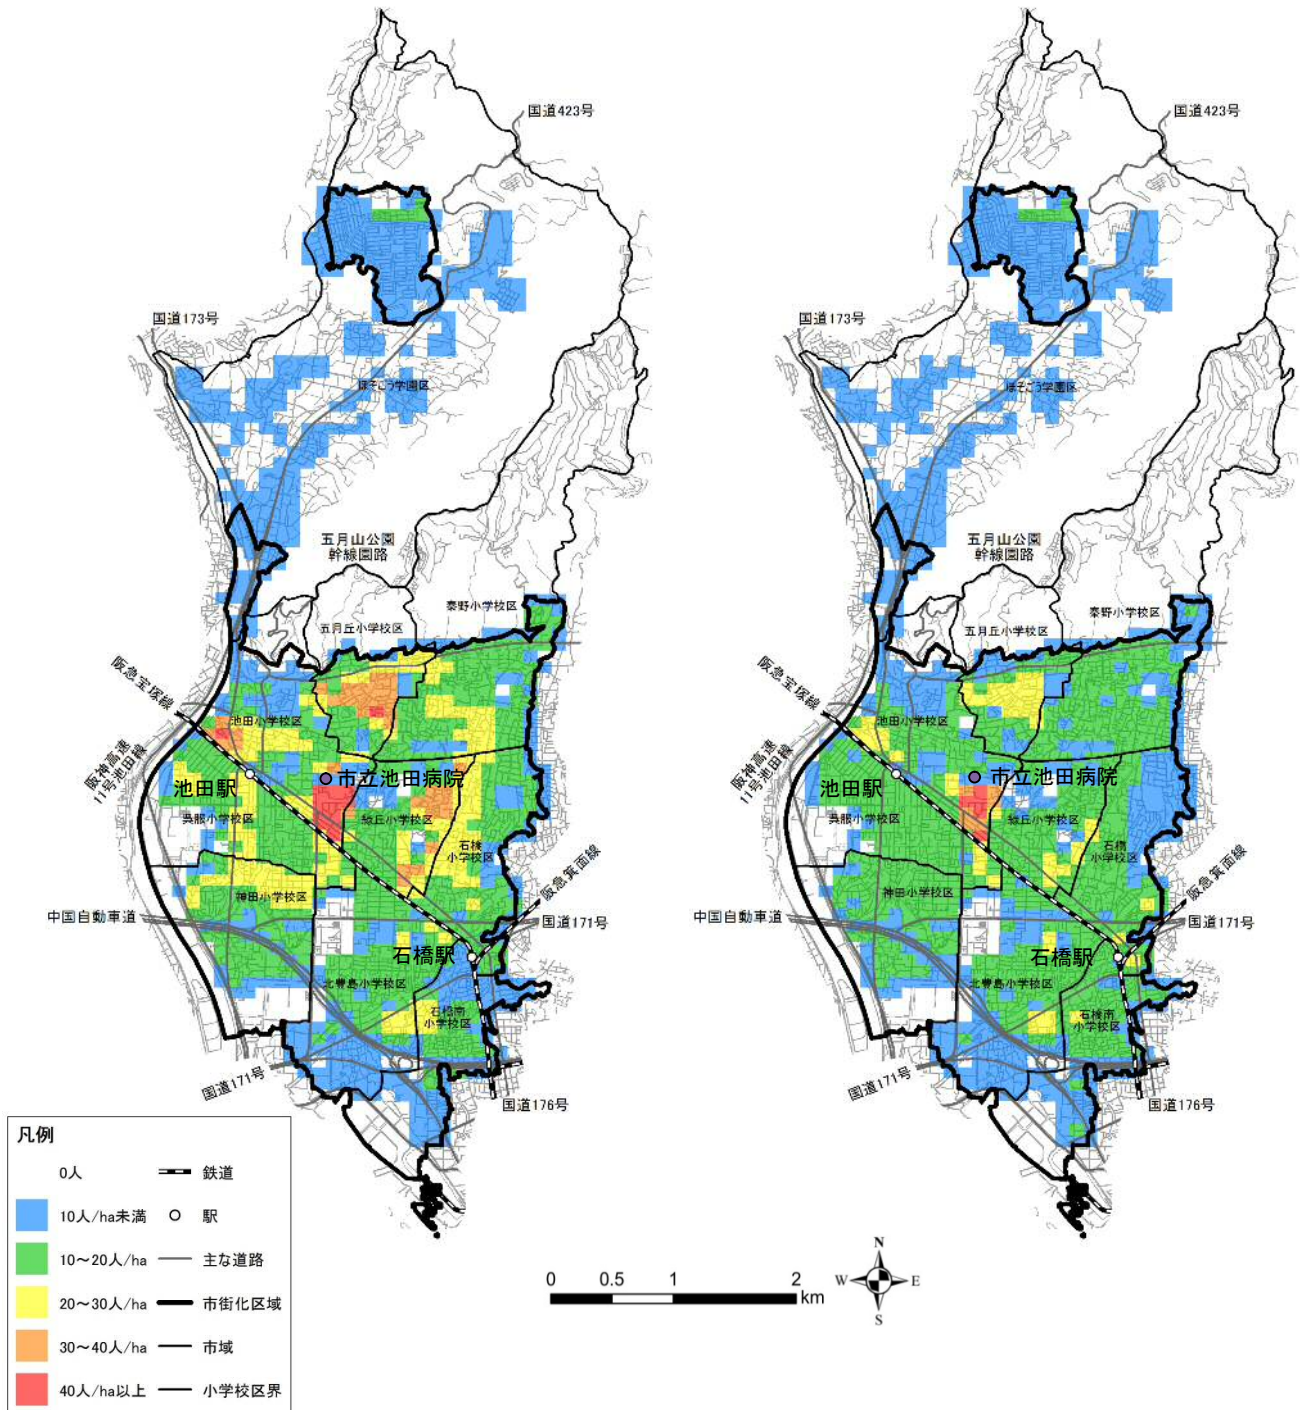 国道423号
国道173号
ほそごう学園区
五月山公園
幹線園路
秦野小学校区
五月丘小学校区
阪急宝塚線
池田小学校区
阪神高速
11号池田線
池田駅
市立池田病院
呉服小学校区
緑丘小学校区
石橋
小学校区
阪急箕面線
神田小学校区
中国自動車道
国道171号
石橋駅
北豊島小学校区
石橋南
小学校区
国道171号
国道176号
国道423号
国道173号
ほそごう学園区
五月山公園
幹線園路
秦野小学校区
五月丘小学校区
阪急宝塚線
池田小学校区
阪神高速
11号池田線
池田駅
市立池田病院
呉服小学校区
緑丘小学校区
石橋
小学校区
阪急箕面線
神田小学校区
中国自動車道
国道171号
石橋駅
北豊島小学校区
石橋南
小学校区
国道171号
国道176号
凡例
0人 鉄道
10人/ha未満 駅
10～20人/ha 主な道路
20～30人/ha 市街化区域
30～40人/ha 市域
40人/ha以上 小学校区界
0 0.5 1 2
km
N
W E
S